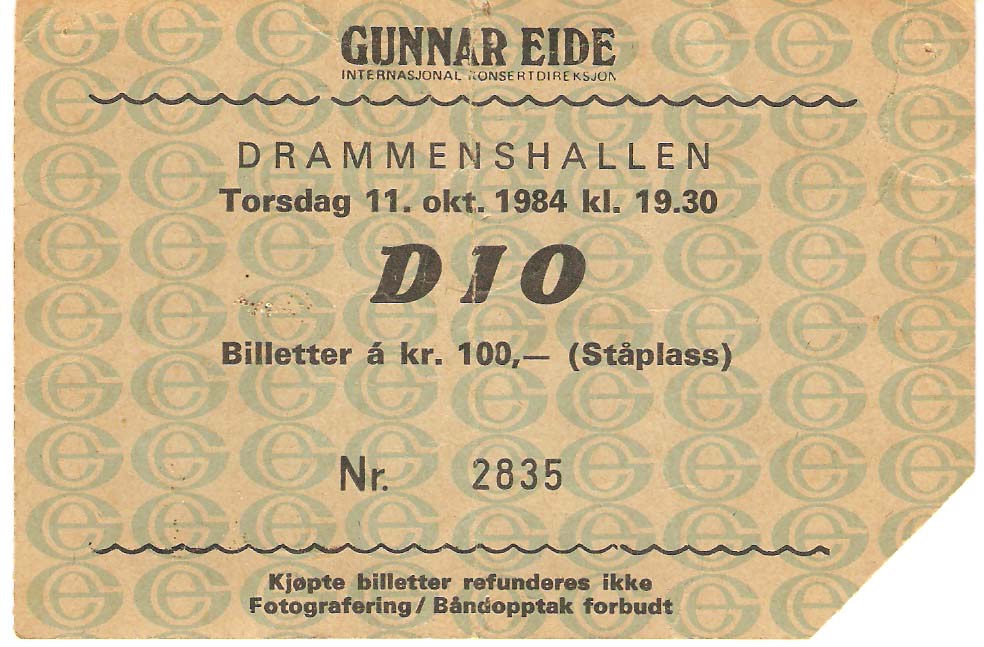 GUNNAR EIDE
INTERNASJONAL KONSERTDIREKSJON
DRAMMENSHALLEN
Torsdag 11. okt. 1984 kl. 19.30
DIO
Billetter á kr. 100,— (Ståplass)
Nr. 2835
Kjøpte billetter refunderes ikke
Fotografering / Båndopptak forbudt